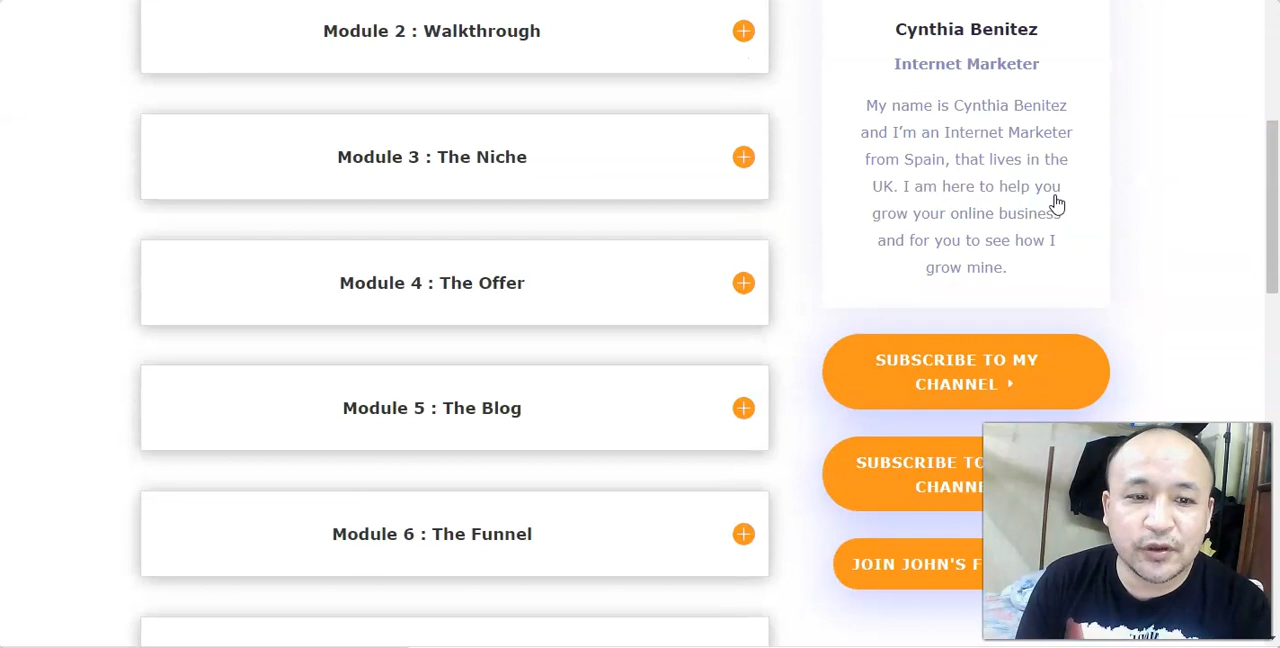 Module 2 : Walkthrough
Module 3 : The Niche
Module 4 : The Offer
Module 5 : The Blog
Module 6 : The Funnel
Cynthia Benitez
Internet Marketer
My name is Cynthia Benitez
and I’m an Internet Marketer
from Spain, that lives in the
UK. I am here to help you
grow your online business
and for you to see how I
grow mine.
SUBSCRIBE TO MY
CHANNEL
SUBSCRIBE TO
JOIN JOHN'S